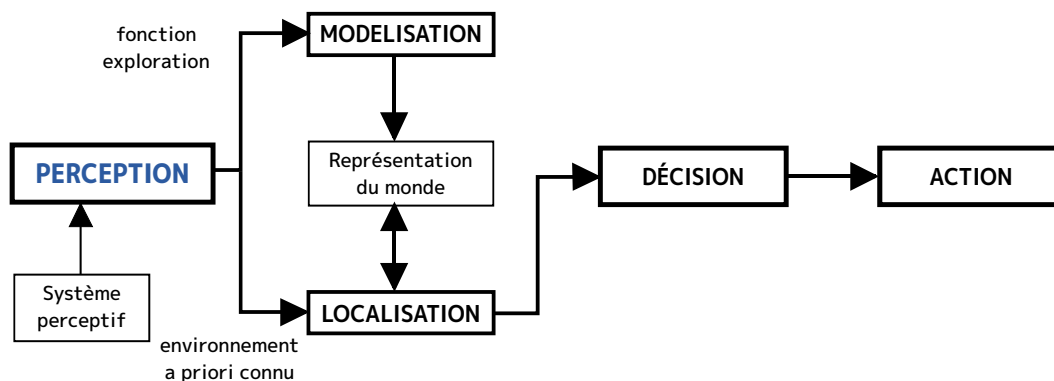 fonction
exploration
MODELISATION
PERCEPTION
Représentation
du monde
DÉCISION
ACTION
Système
perceptif
LOCALISATION
environnement
a priori connu